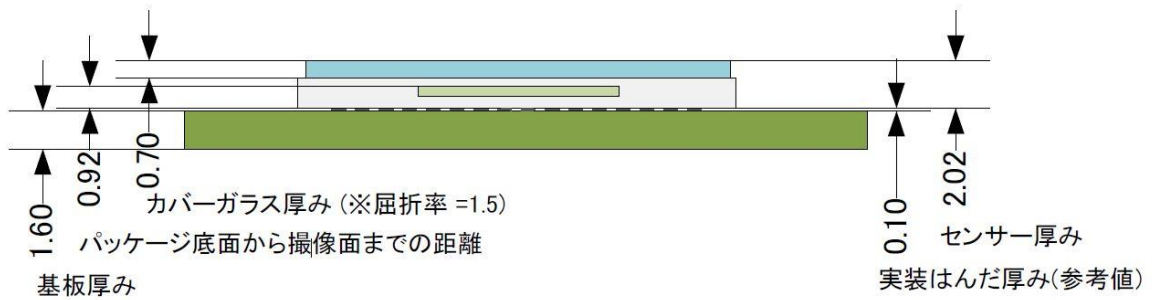 0.70
0.92
1.60
カバーガラス厚み (※屈折率 =1.5)
パッケージ底面から撮像面までの距離
基板厚み
0.10
2.02
センサー厚み
実装はんだ厚み(参考値)